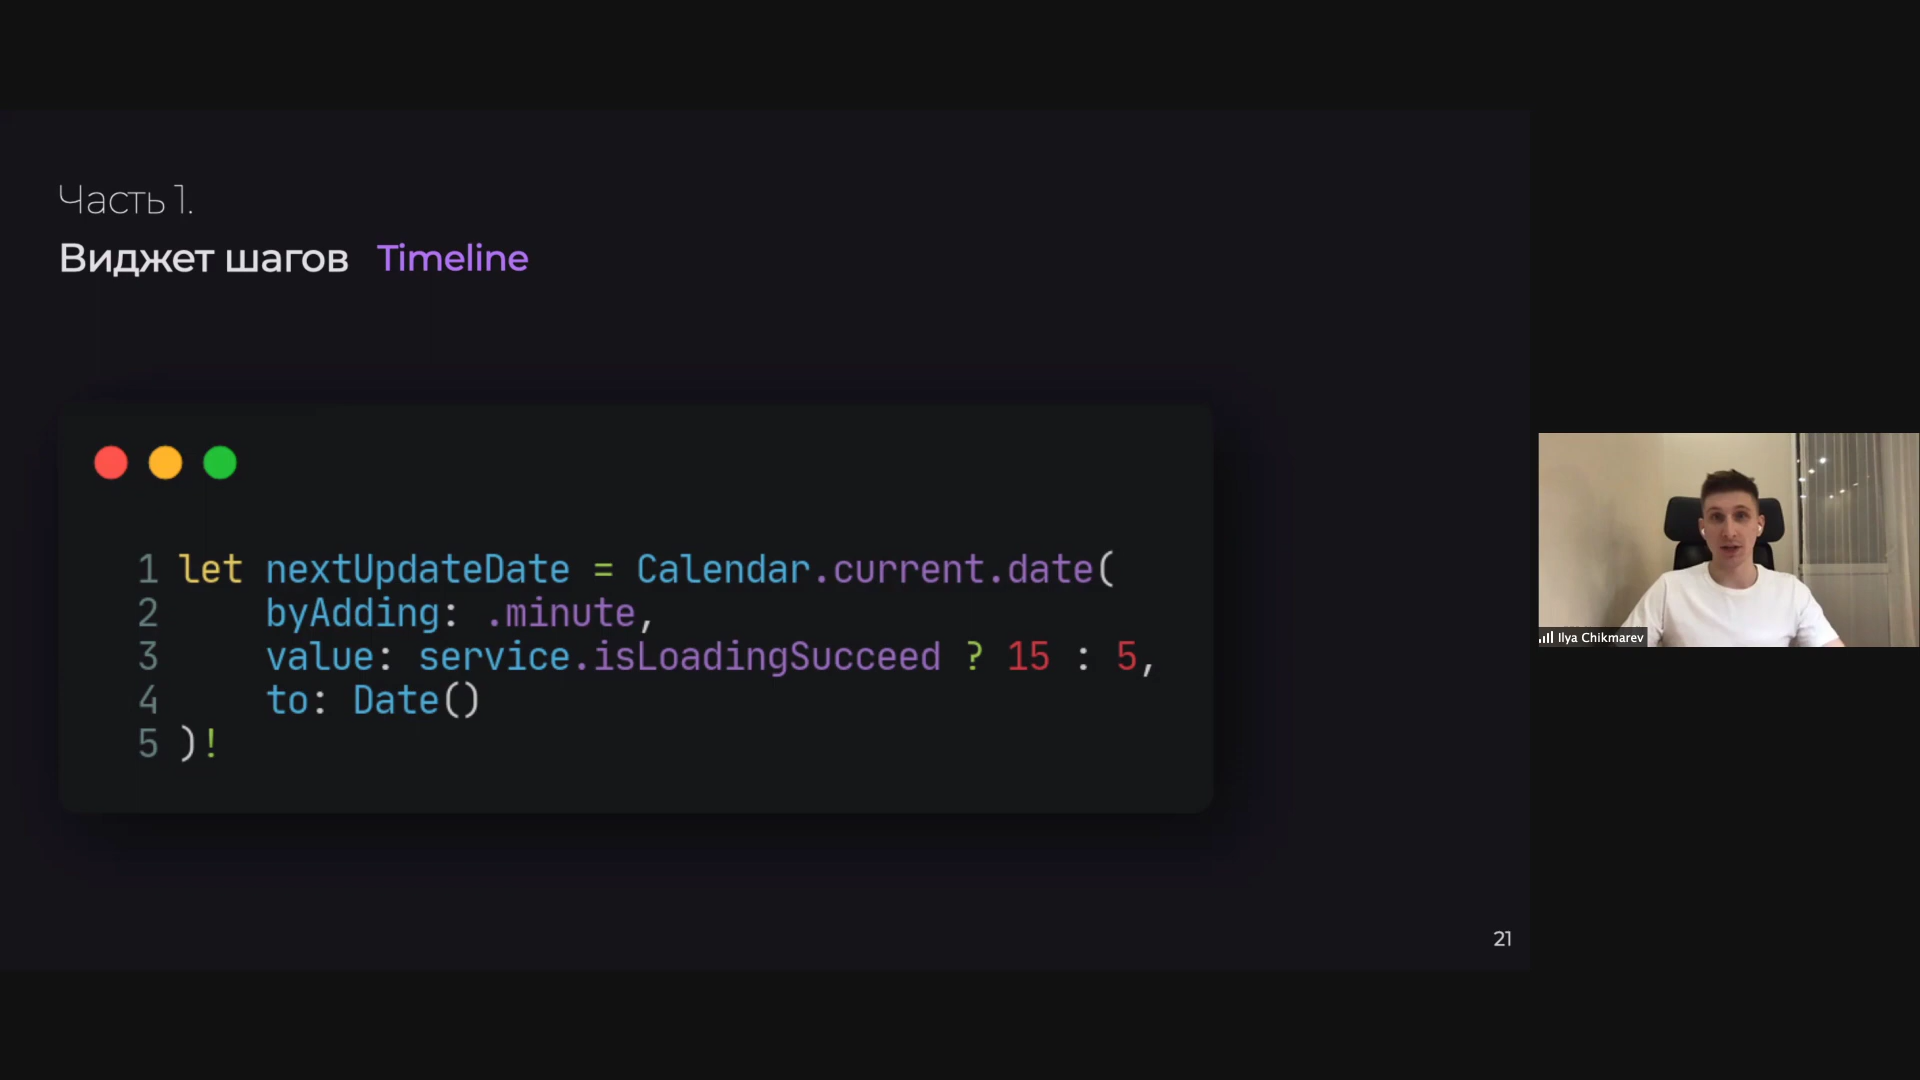 Часть 1.
Виджет шагов Timeline
1 let nextUpdateDate = Calendar.current.date(
2 byAdding: .minute,
3 value: service.isLoadingSucceed ? 15 : 5,
4 to: Date()
5 )!
Ilya Chikmarev
21